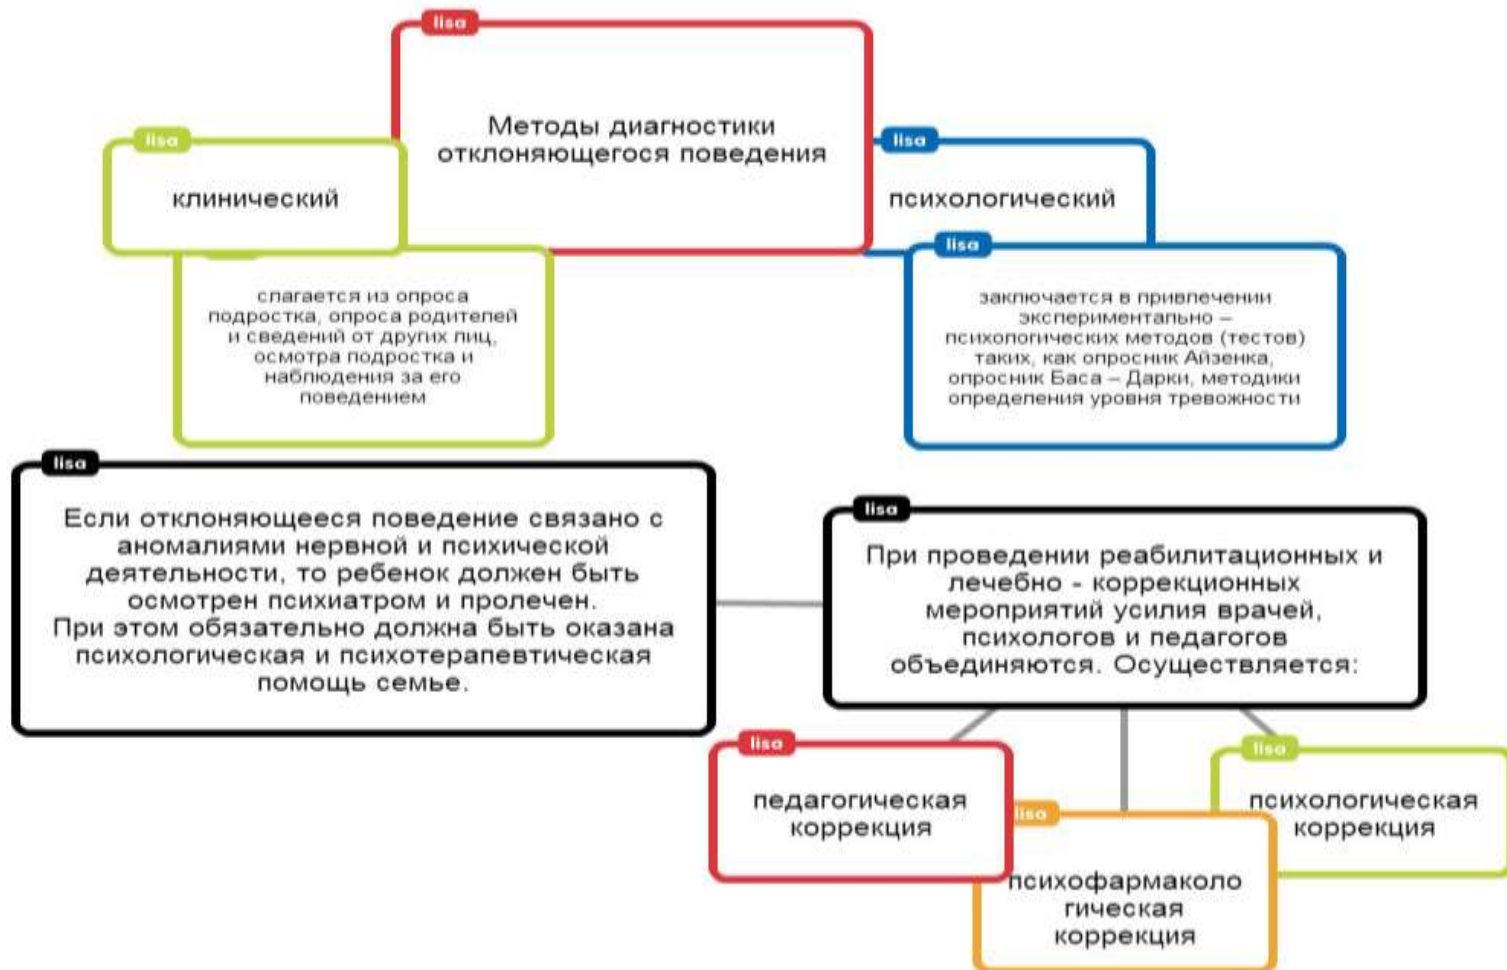 lisa
Методы диагностики
отклоняющегося поведения
lisa
клинический
lisa
психологический
слагается из опроса
подростка, опроса родителей
и сведений от других лиц,
осмотра подростка и
наблюдения за его
поведением
lisa
заключается в привлечении
экспериментально –
психологических методов (тестов)
таких, как опросник Айзенка,
опросник Баса – Дарки, методики
определения уровня тревожности
lisa
Если отклоняющееся поведение связано с
аномалиями нервной и психической
деятельности, то ребенок должен быть
осмотрен психиатром и пролечен.
При этом обязательно должна быть оказана
психологическая и психотерапевтическая
помощь семье.
lisa
При проведении реабилитационных и
лечебно - коррекционных
мероприятий усилия врачей,
психологов и педагогов
объединяются. Осуществляется:
lisa
педагогическая
коррекция
lisa
психофармаколо
гическая
коррекция
lisa
психологическая
коррекция